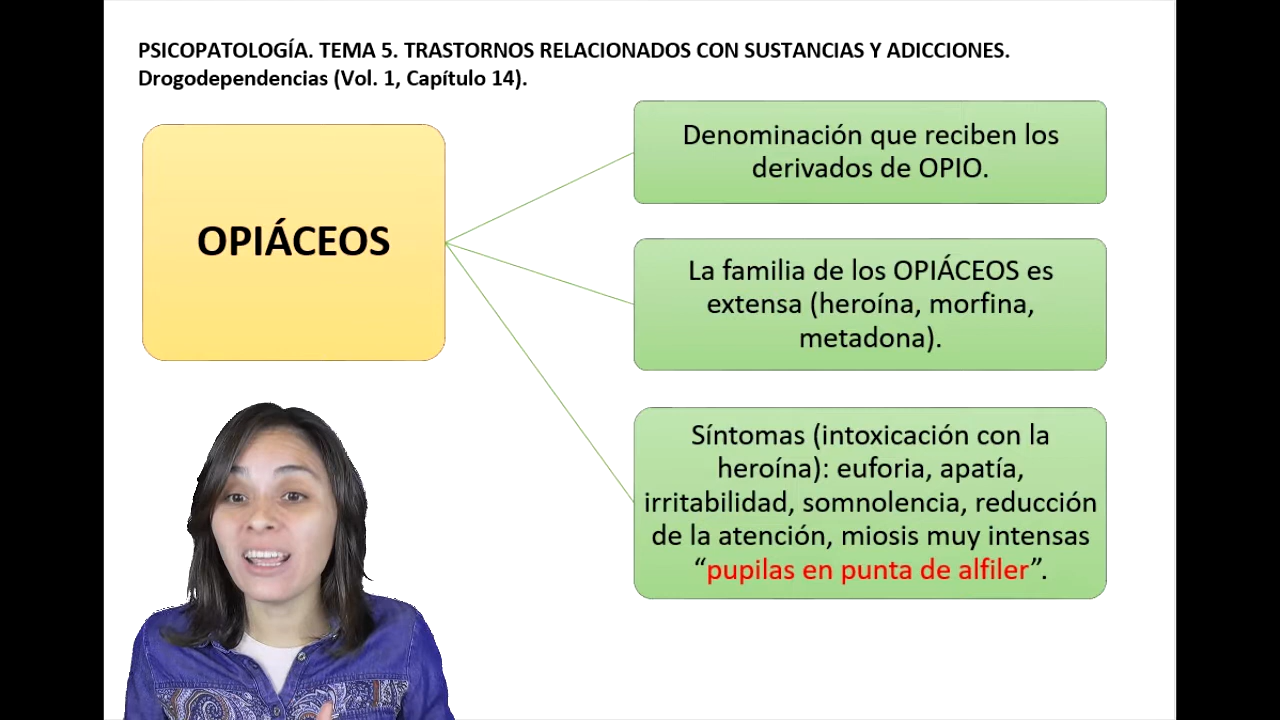 PSICOPATOLOGÍA. TEMA 5. TRASTORNOS RELACIONADOS CON SUSTANCIAS Y ADICCIONES.
Drogodependencias (Vol. 1, Capítulo 14).
OPIÁCEOS
Denominación que reciben los
derivados de OPIO.
La familia de los OPIÁCEOS es
extensa (heroína, morfina,
metadona).
Síntomas (intoxicación con la
heroína): euforia, apatía,
irritabilidad, somnolencia, reducción
de la atención, miosis muy intensas
“pupilas en punta de alfiler”.